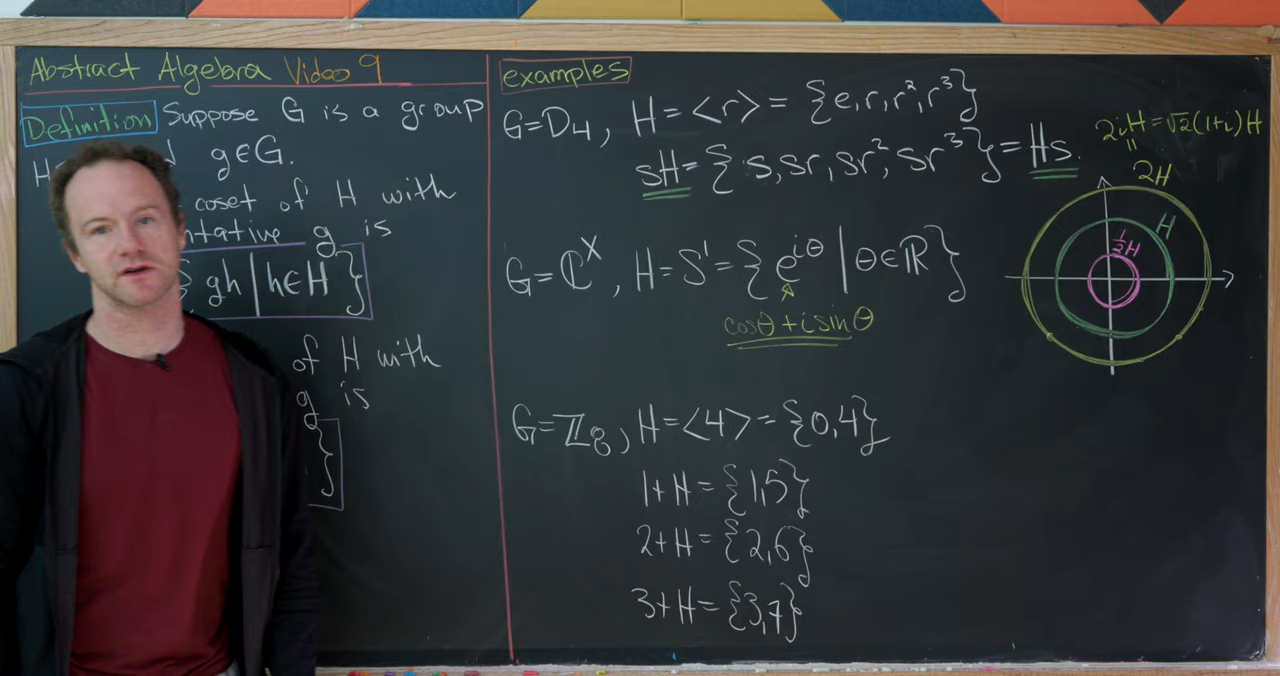 Abstract Algebra Video 9
Definition Suppose G is a group
H g∈G.
coset of H with
g is
gh | h∈H }
of H with
g is
}
examples
G=D₄, H=<r>= {e,r,r²,r³}
sH={s,sr,sr²,sr³}=Hs.
G=ℂ^×, H=S¹={e^{iθ} | θ∈ℝ}
cosθ+i sinθ
2iH=√2(1+i)H
=
2H
H
½H
G=ℤ₈, H=<4>={0,4}
1+H={1,5}
2+H={2,6}
3+H={3,7}